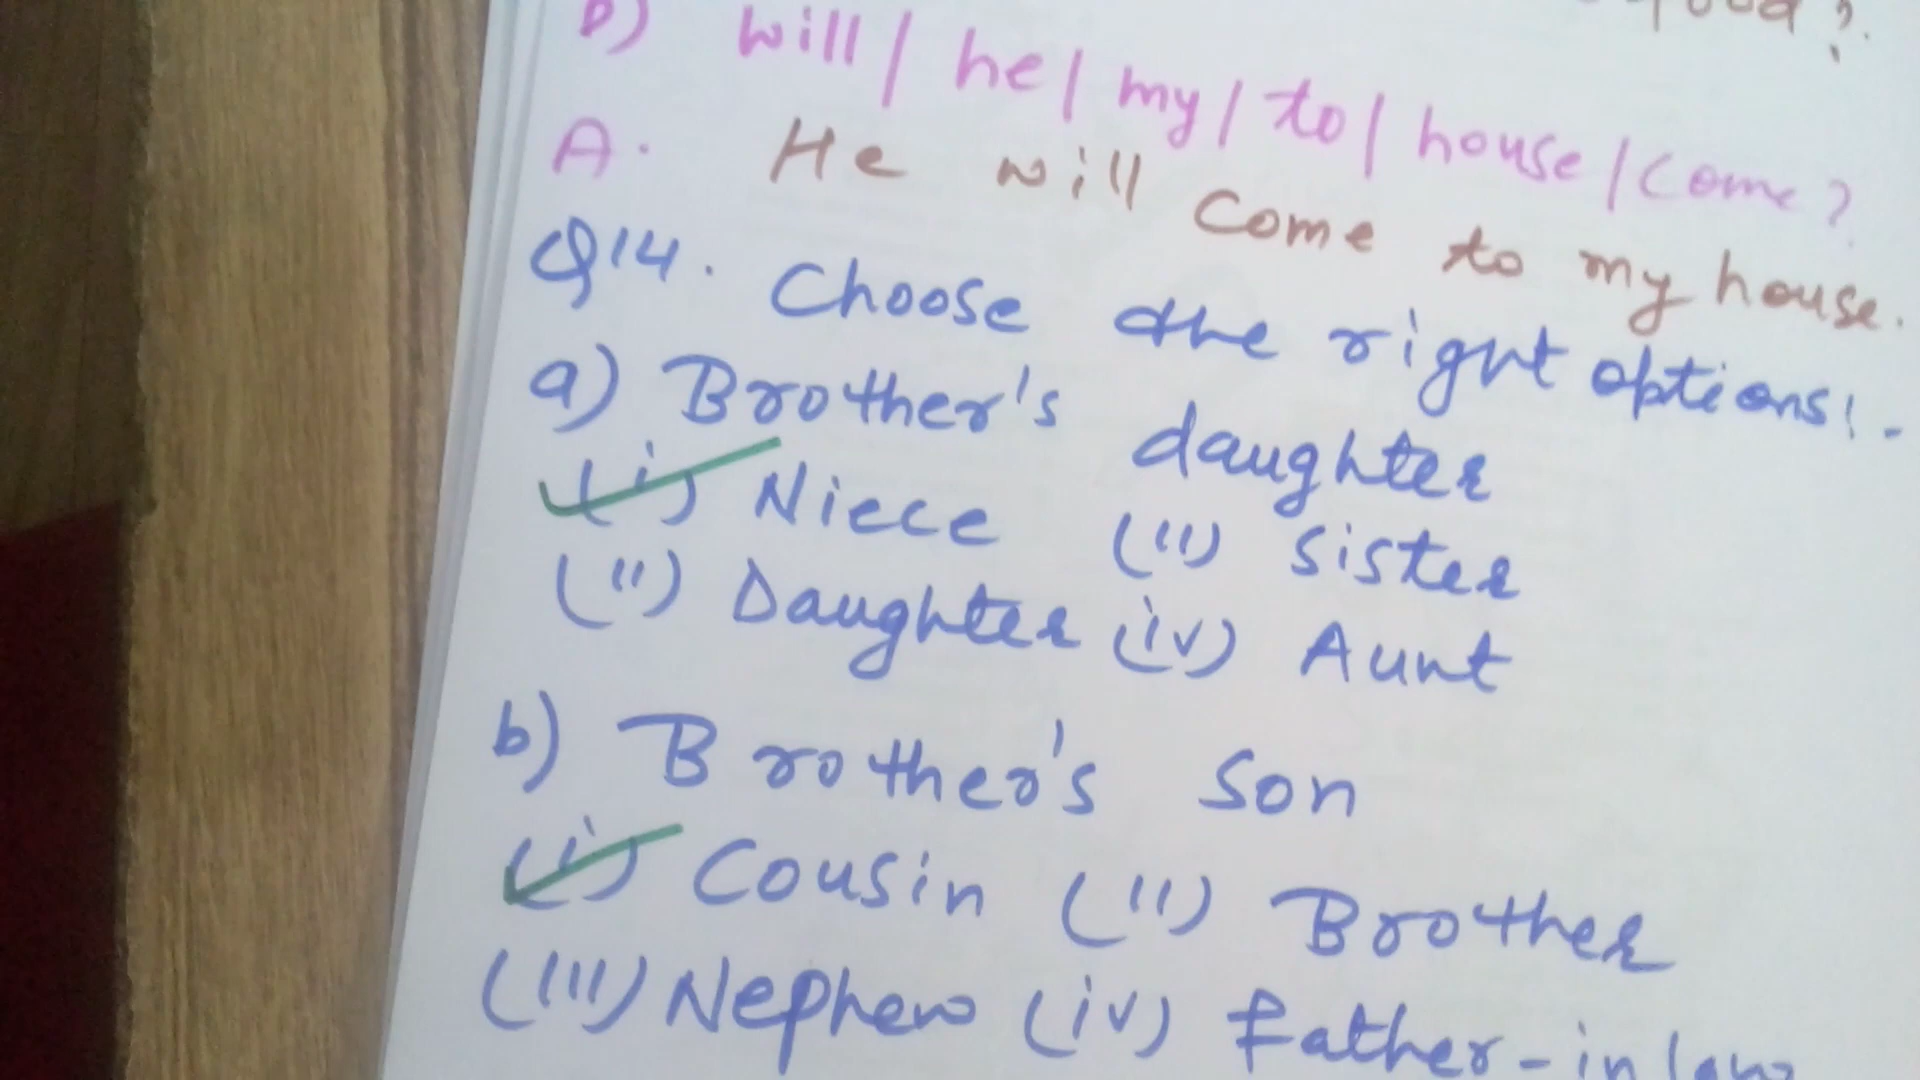 D) will / he / my / to / house / come?
A. He will come to my house.
Q14. Choose the right options:-
a) Brother's daughter
(i) Niece (ii) Sister
(ii) Daughter (iv) Aunt
b) Brother's Son
(i) Cousin (ii) Brother
(iii) Nephew (iv) Father-in law